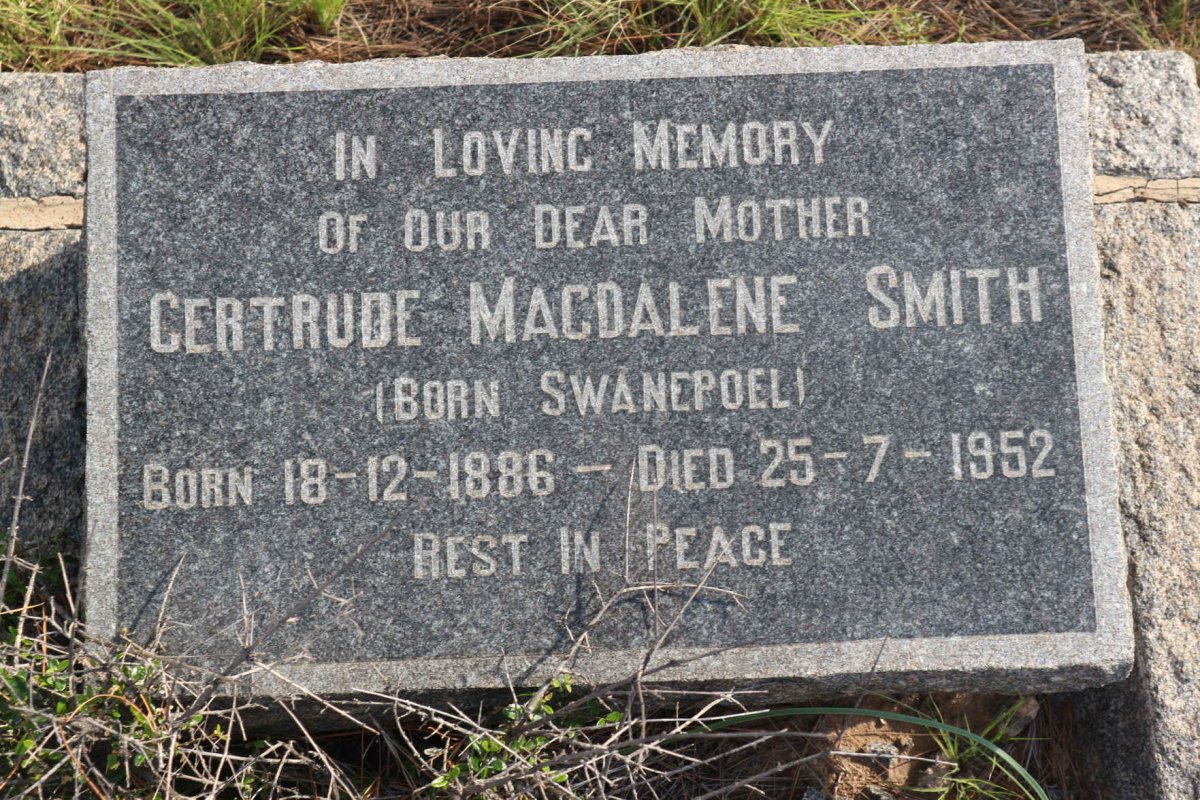 In Loving Memory
Of Our Dear Mother
Gertrude Magdalene Smith
(Born Swanepoel)
Born 18-12-1886 - Died 25-7-1952
Rest In Peace